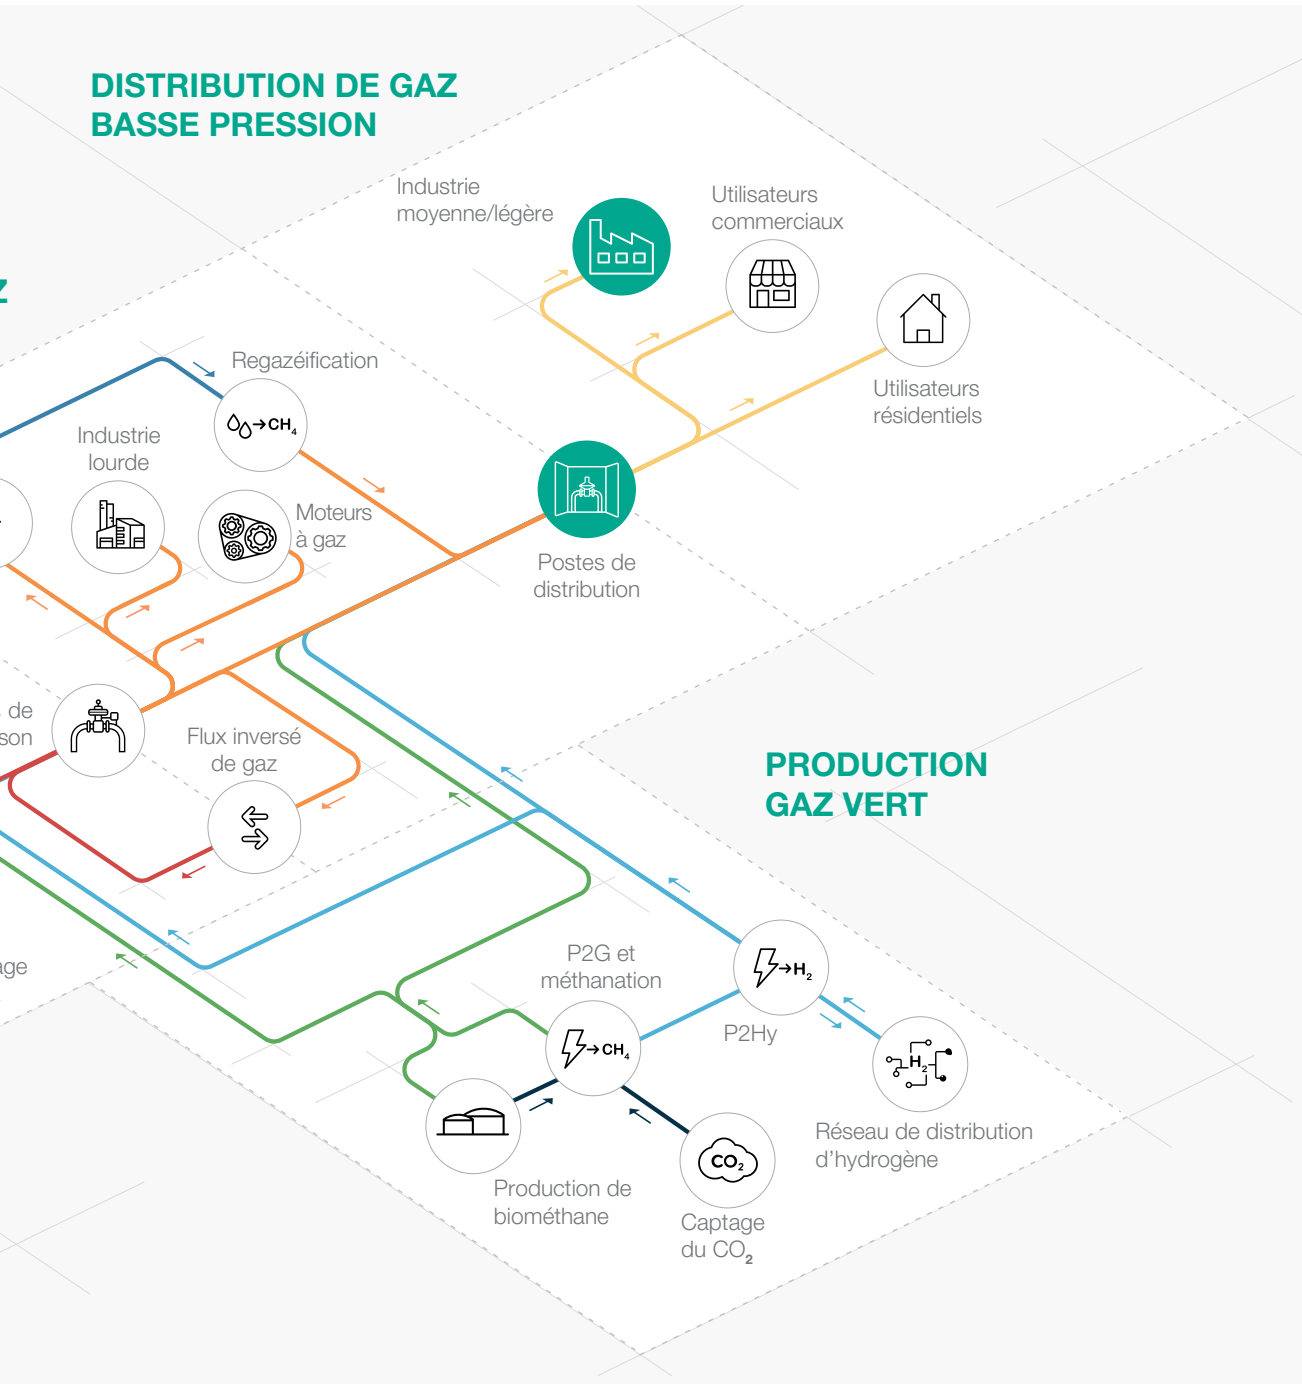 DISTRIBUTION DE GAZ
BASSE PRESSION
Industrie
moyenne/légère
Utilisateurs
commerciaux
Z
Regazéification
→CH₄
Utilisateurs
résidentiels
Industrie
lourde
Moteurs
à gaz
Postes de
distribution
de
son
Flux inversé
de gaz
PRODUCTION
GAZ VERT
age
P2G et
méthanation
→H₂
P2Hy
→CH₄
H₂
Réseau de distribution
d’hydrogène
CO₂
Production de
biométhane
Captage
du CO₂